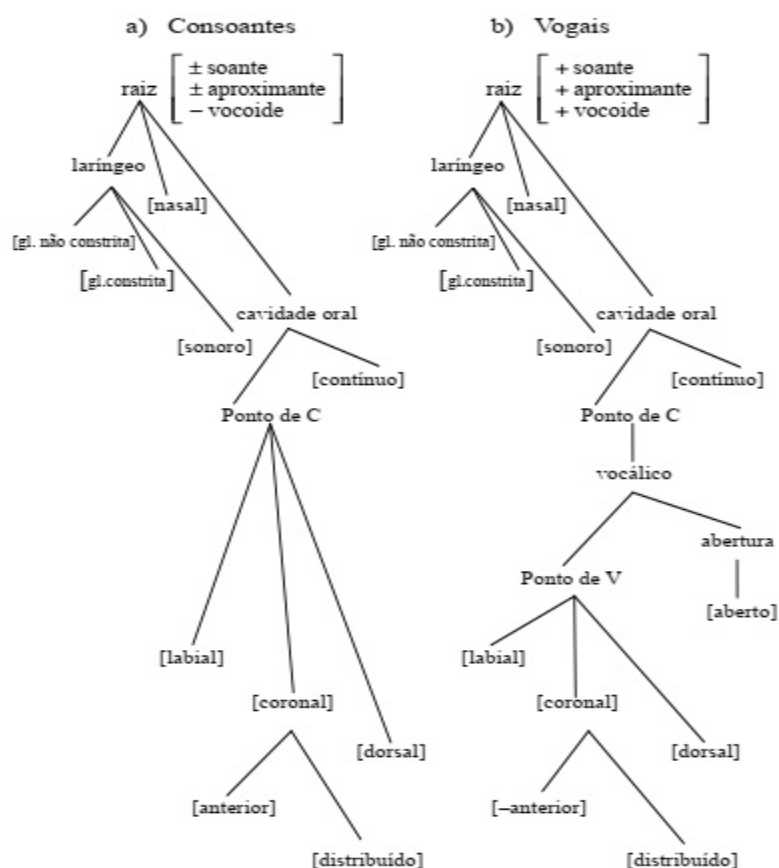 a) Consoantes
raiz
± soante
± aproximante
− vocoide
laríngeo
[nasal]
[gl. não constrita]
[gl.constrita]
cavidade oral
[sonoro]
[contínuo]
Ponto de C
[labial]
[coronal]
[dorsal]
[anterior]
[distribuído]
b) Vogais
raiz
+ soante
+ aproximante
+ vocoide
laríngeo
[nasal]
[gl. não constrita]
[gl.constrita]
cavidade oral
[sonoro]
[contínuo]
Ponto de C
vocálico
abertura
Ponto de V
[aberto]
[labial]
[coronal]
[dorsal]
[−anterior]
[distribuído]